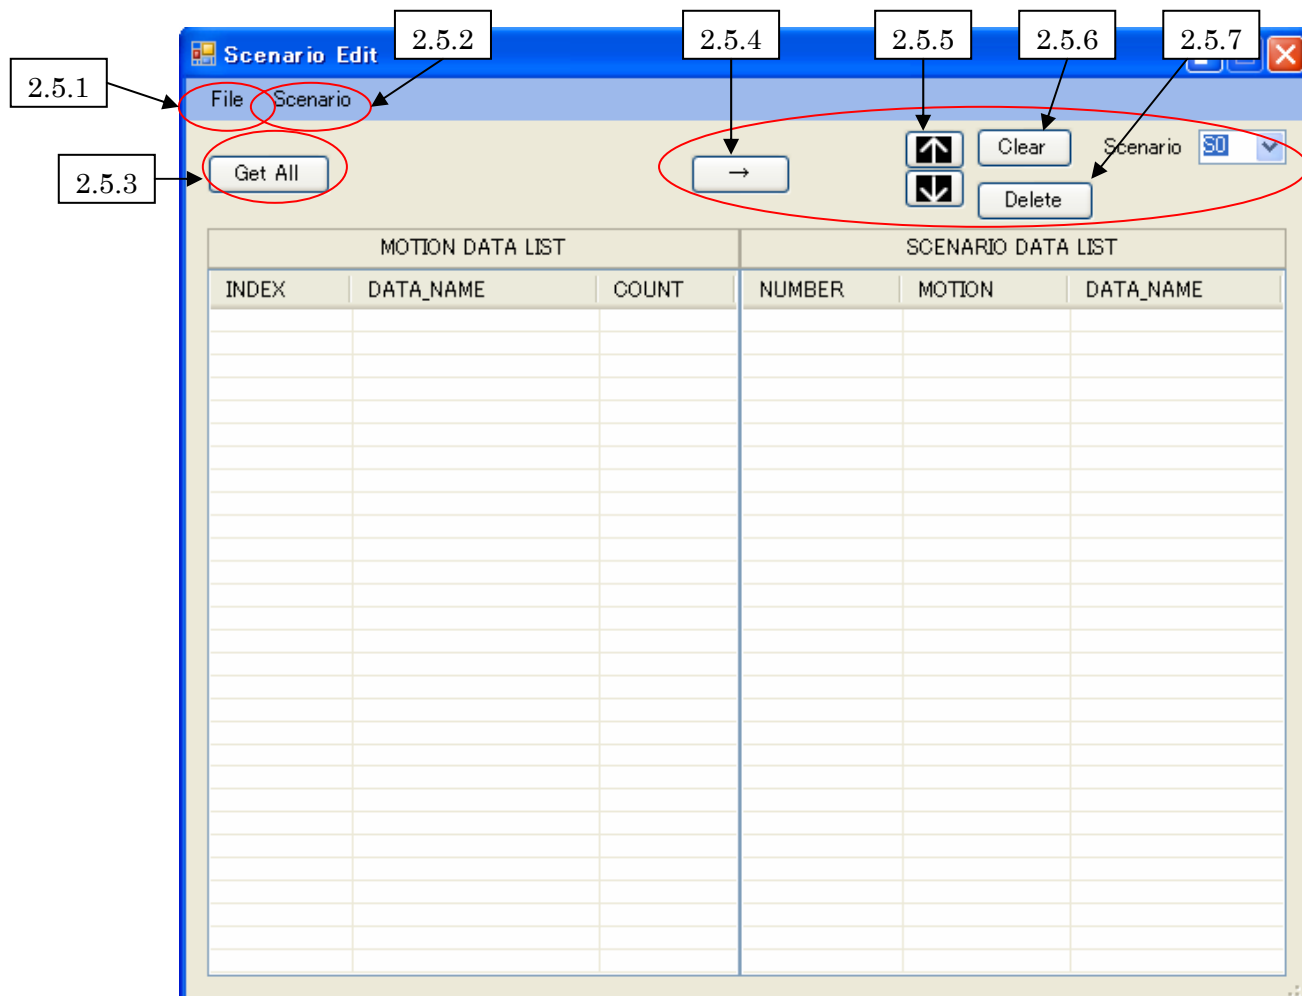 2.5.2
2.5.4
2.5.5
2.5.6
2.5.7
Scenario Edit
2.5.1
File
Scenario
Get All
→
Clear
Scenario
S0
2.5.3
Delete
MOTION DATA LIST
SCENARIO DATA LIST
INDEX
DATA_NAME
COUNT
NUMBER
MOTION
DATA_NAME